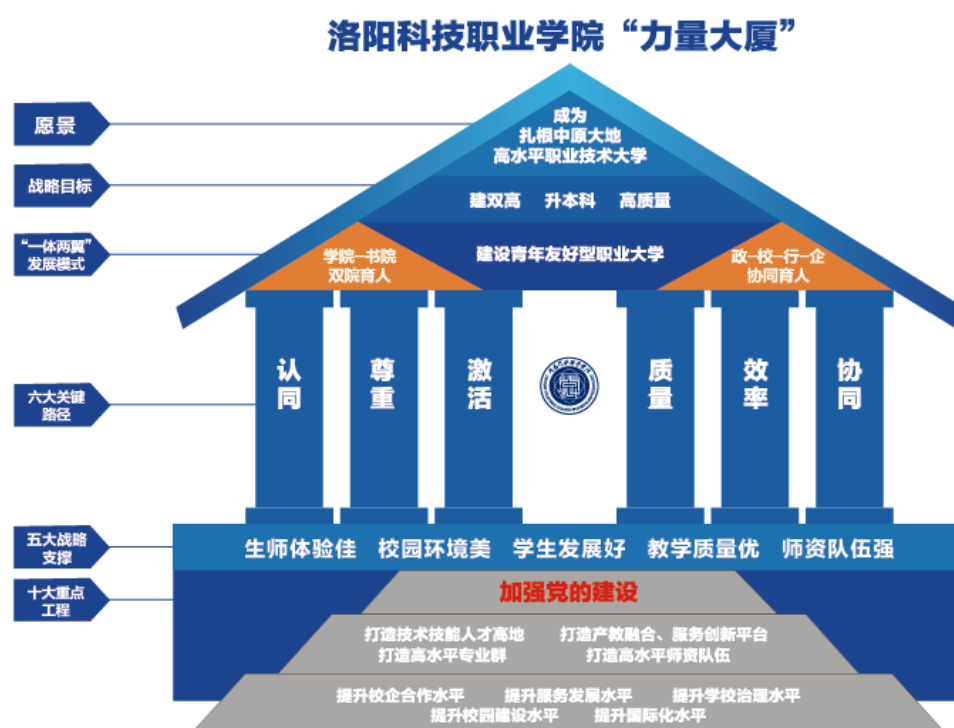 洛阳科技职业学院“力量大厦”
愿景
成为
扎根中原大地
高水平职业技术大学
战略目标
建双高 升本科 高质量
“一体两翼”
发展模式
学院–书院
双院育人
建设青年友好型职业大学
政–校–行–企
协同育人
六大关键
路径
认同
尊重
激活
质量
效率
协同
五大战略
支撑
生师体验佳 校园环境美 学生发展好 教学质量优 师资队伍强
十大重点
工程
加强党的建设
打造技术技能人才高地 打造产教融合、服务创新平台
打造高水平专业群 打造高水平师资队伍
提升校企合作水平 提升服务发展水平 提升学校治理水平
提升校园建设水平 提升国际化水平